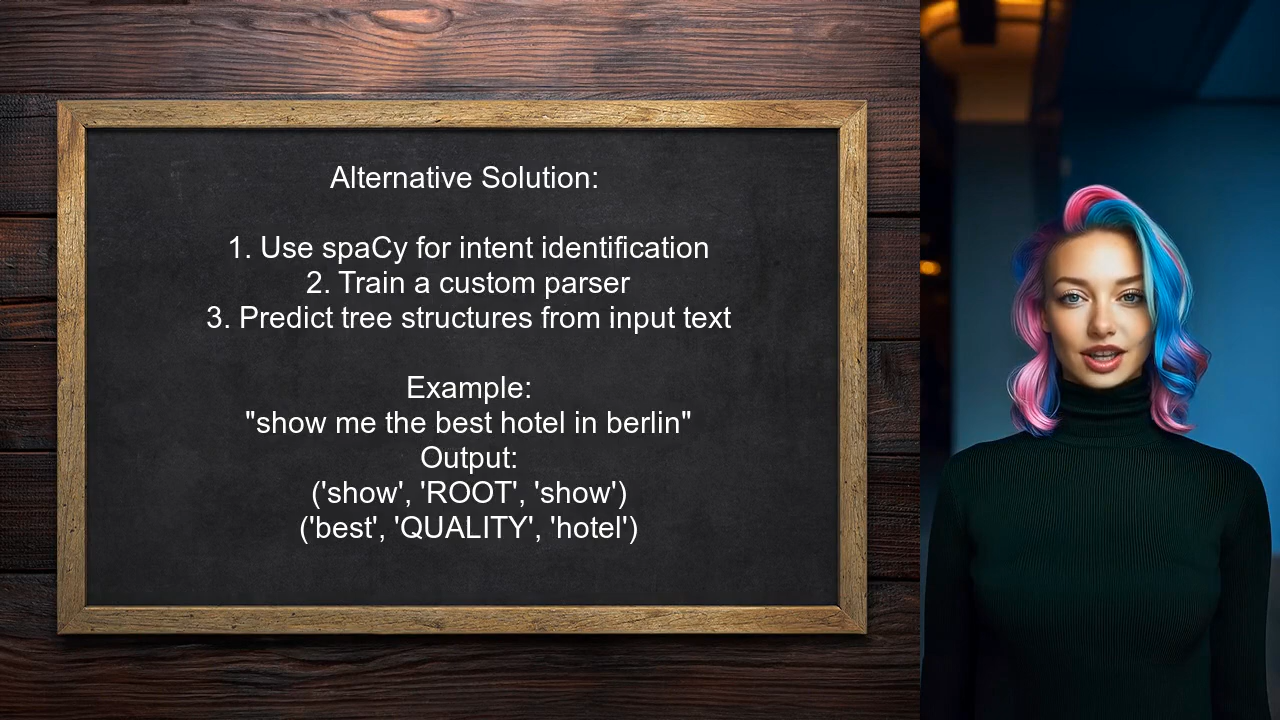 Alternative Solution:
1. Use spaCy for intent identification
2. Train a custom parser
3. Predict tree structures from input text
Example:
"show me the best hotel in berlin"
Output:
('show', 'ROOT', 'show')
('best', 'QUALITY', 'hotel')